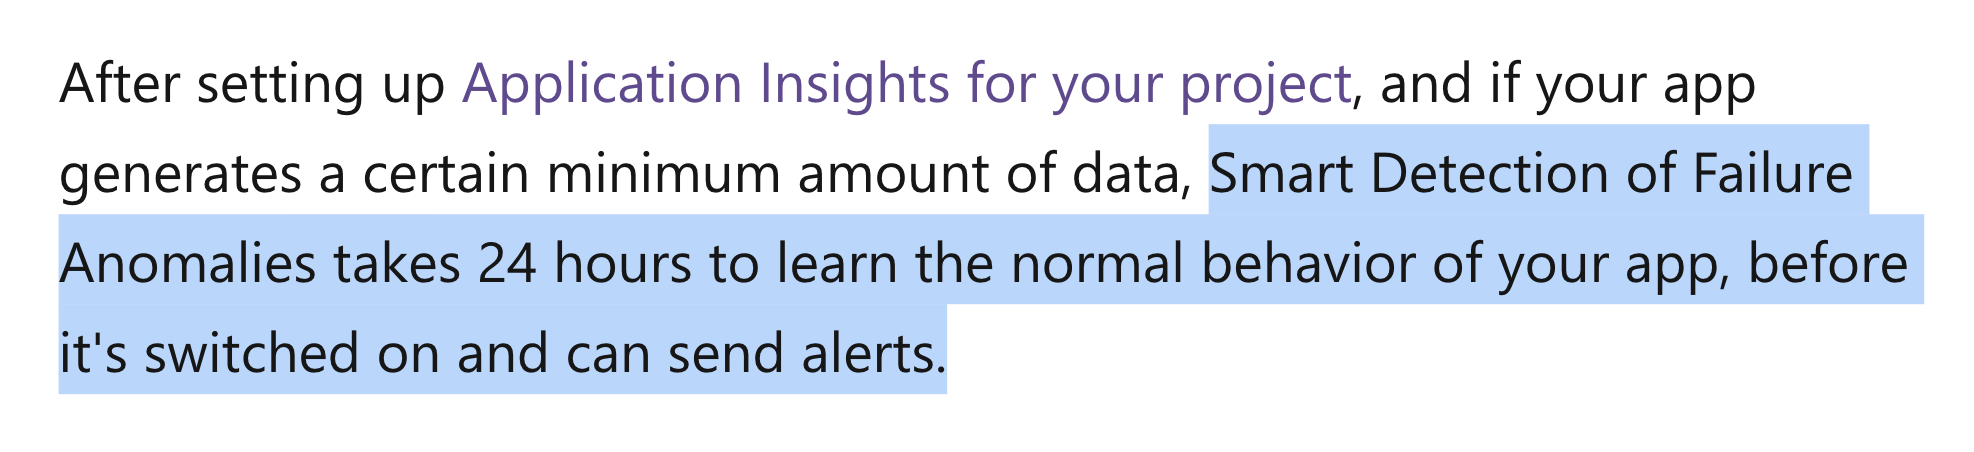 After setting up Application Insights for your project, and if your app
generates a certain minimum amount of data, Smart Detection of Failure
Anomalies takes 24 hours to learn the normal behavior of your app, before
it's switched on and can send alerts.